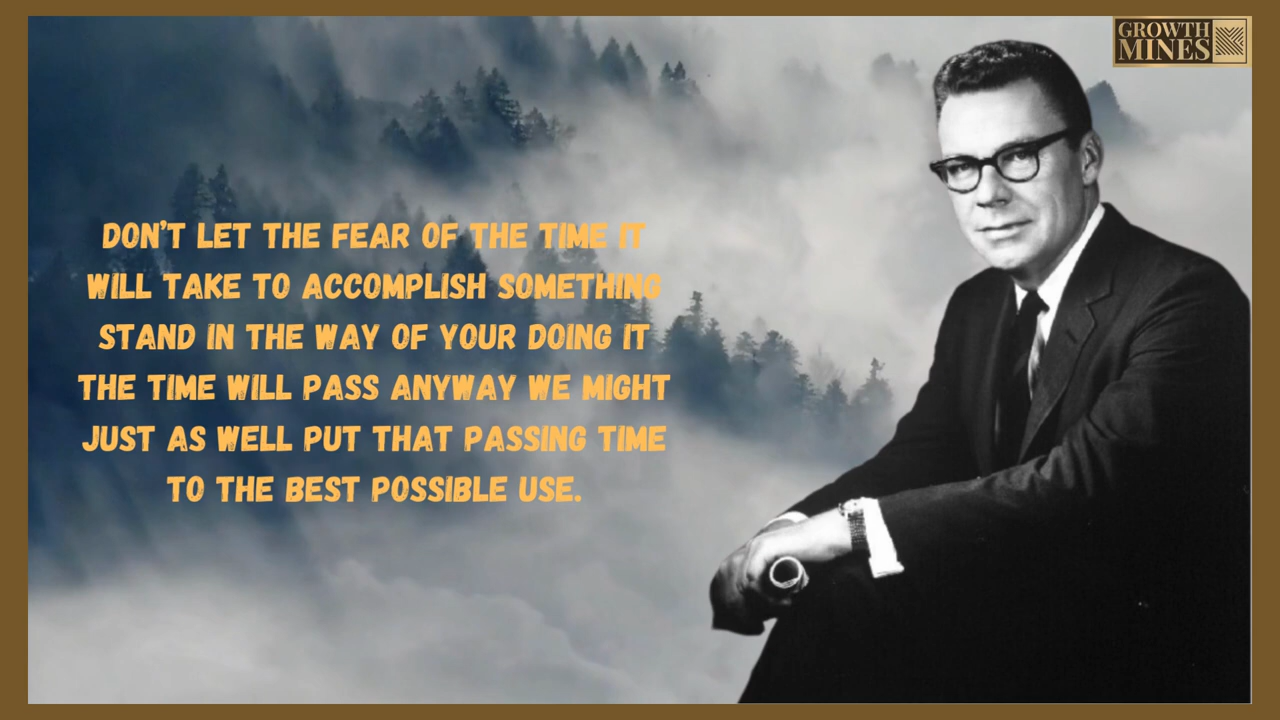 GROWTH
MINES
DON'T LET THE FEAR OF THE TIME IT
WILL TAKE TO ACCOMPLISH SOMETHING
STAND IN THE WAY OF YOUR DOING IT
THE TIME WILL PASS ANYWAY WE MIGHT
JUST AS WELL PUT THAT PASSING TIME
TO THE BEST POSSIBLE USE.